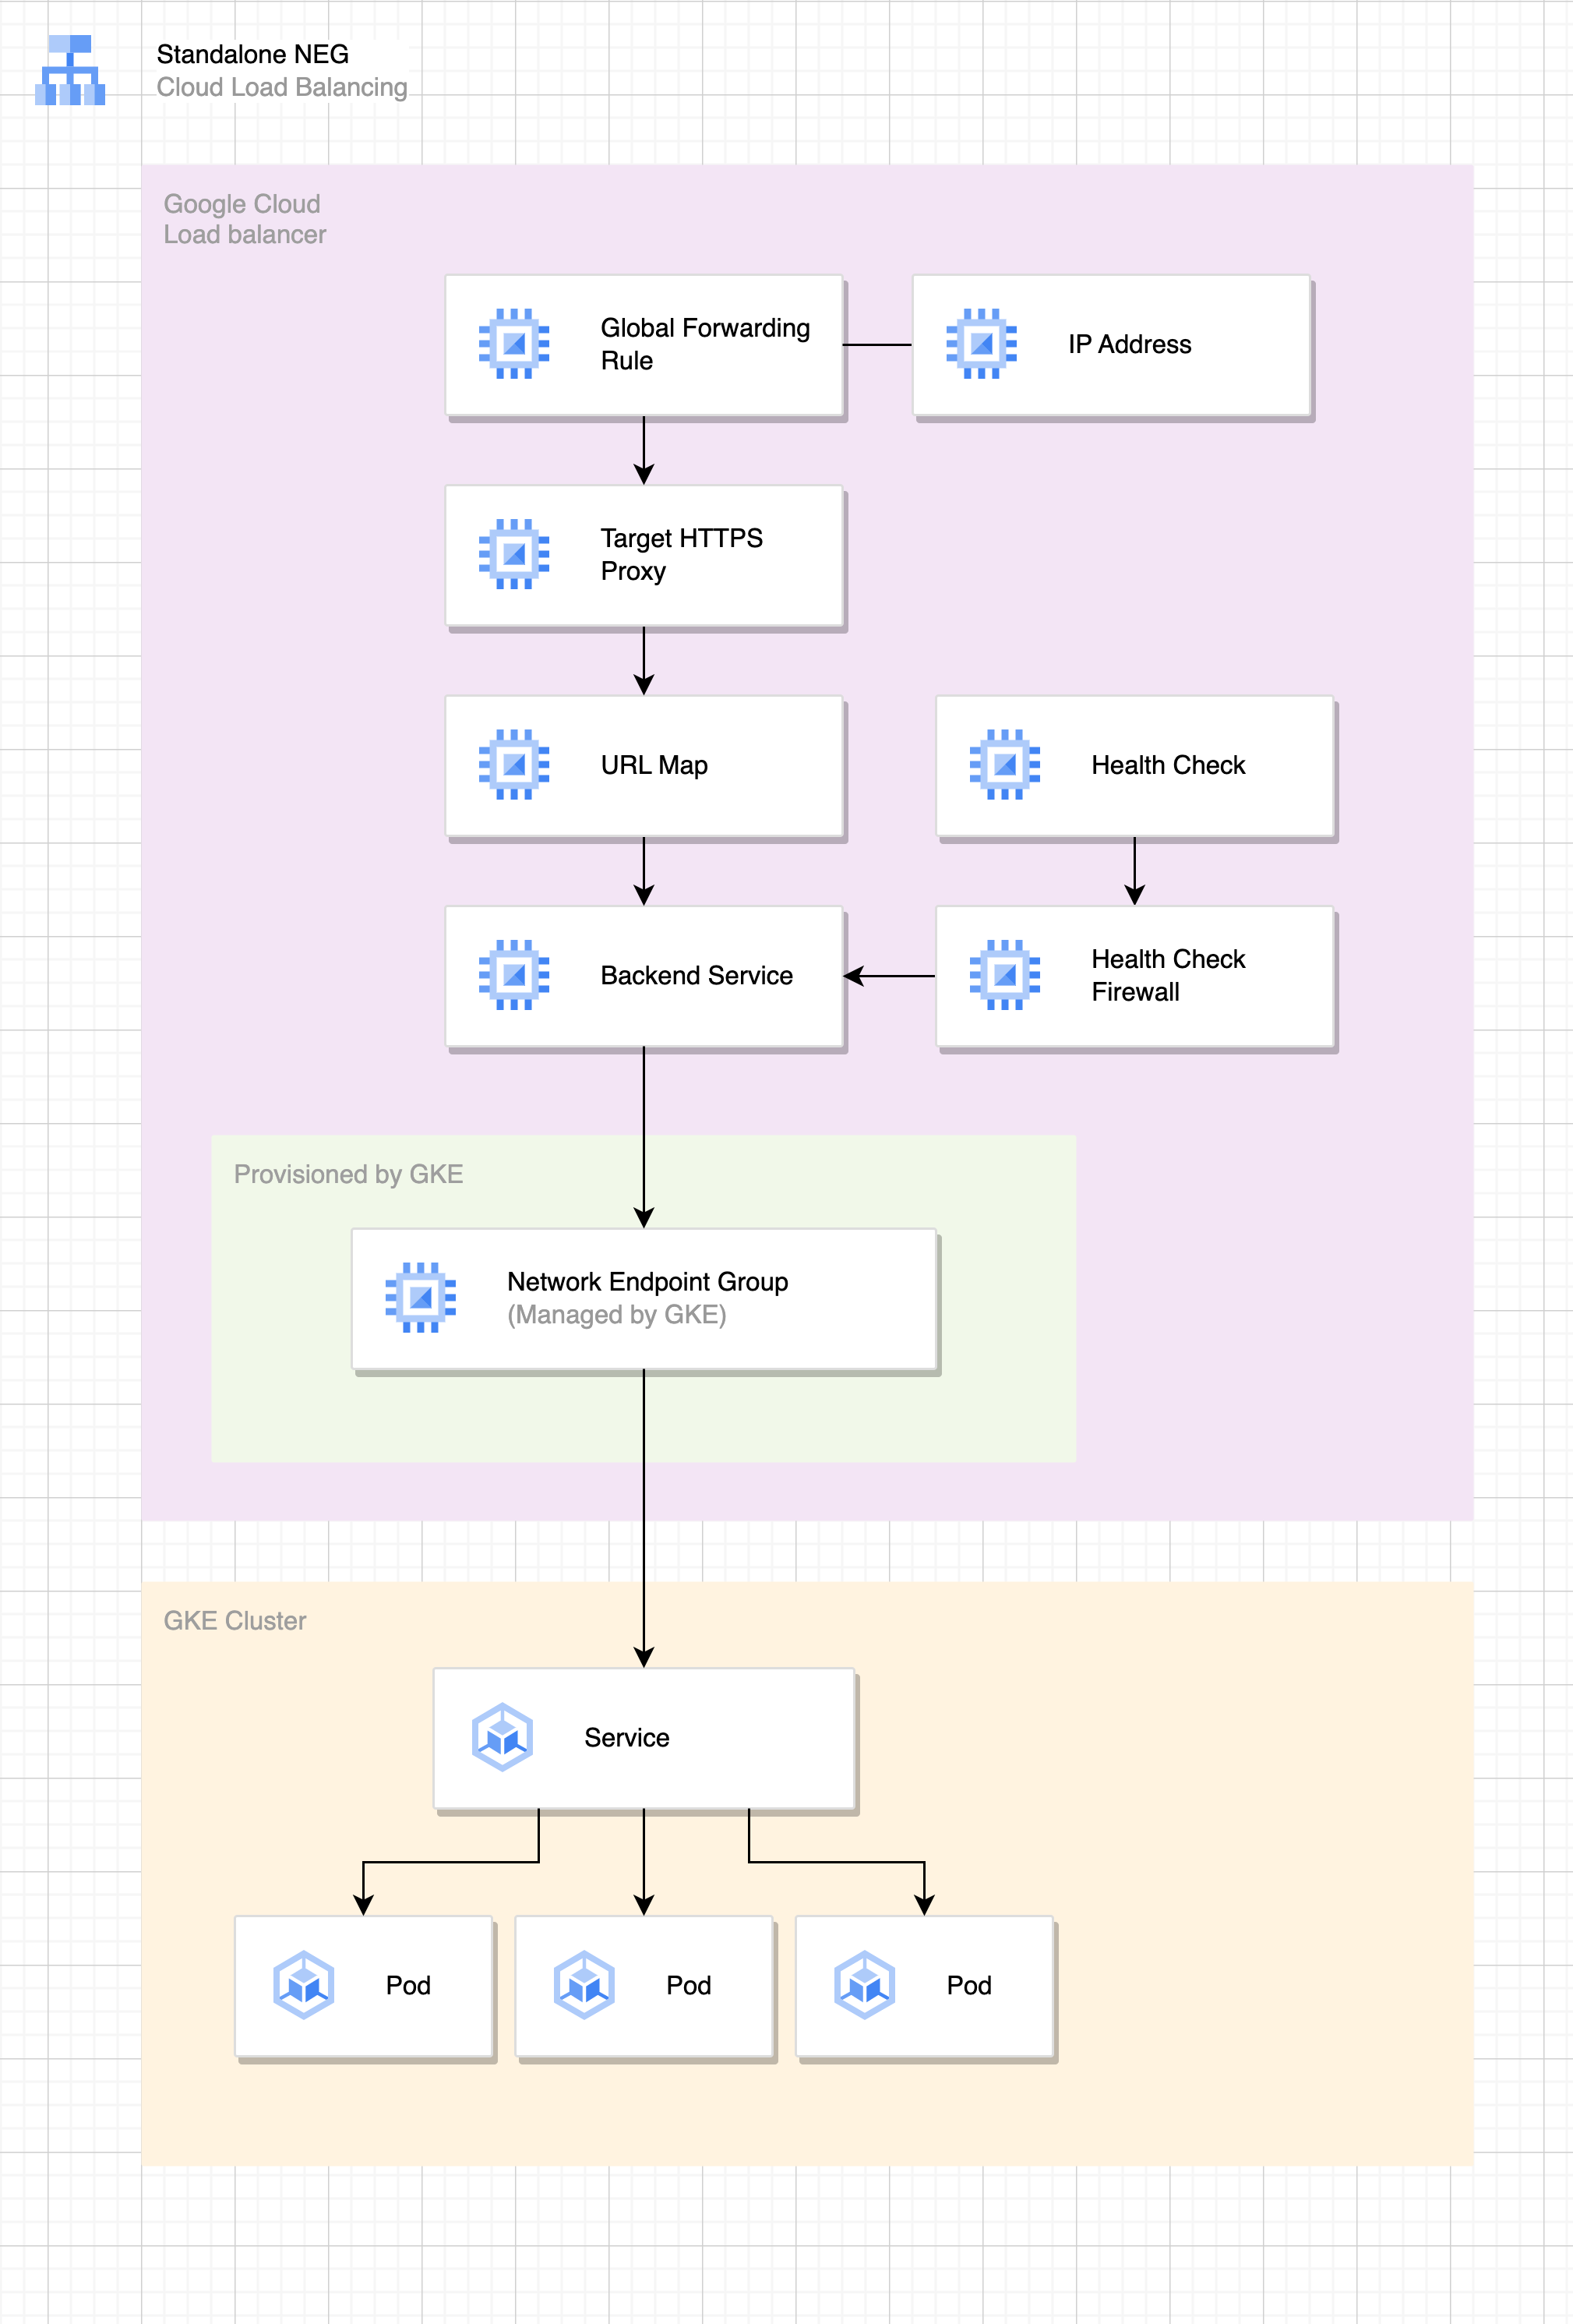 Standalone NEG
Cloud Load Balancing
Google Cloud
Load balancer
Global Forwarding
Rule
IP Address
Target HTTPS
Proxy
URL Map
Health Check
Backend Service
Health Check
Firewall
Provisioned by GKE
Network Endpoint Group
(Managed by GKE)
GKE Cluster
Service
Pod
Pod
Pod